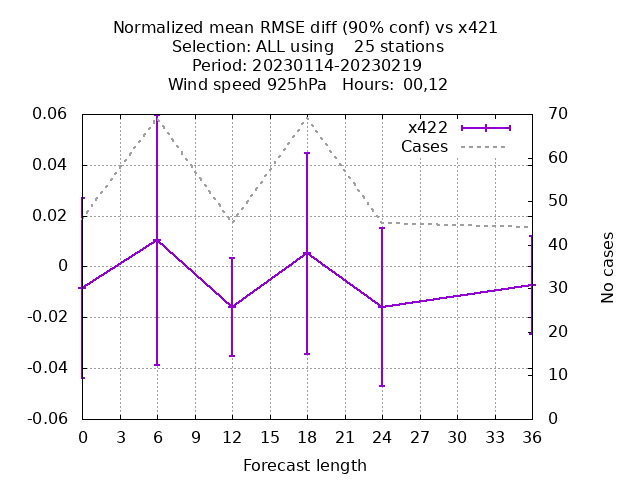 Normalized mean RMSE diff (90% conf) vs x421
Selection: ALL using    25 stations
Period: 20230114-20230219
Wind speed 925hPa   Hours:  00,12
x422
Cases
0.06
0.04
0.02
0
-0.02
-0.04
-0.06
70
60
50
40
30
20
10
0
No cases
0 3 6 9 12 15 18 21 24 27 30 33 36
Forecast length